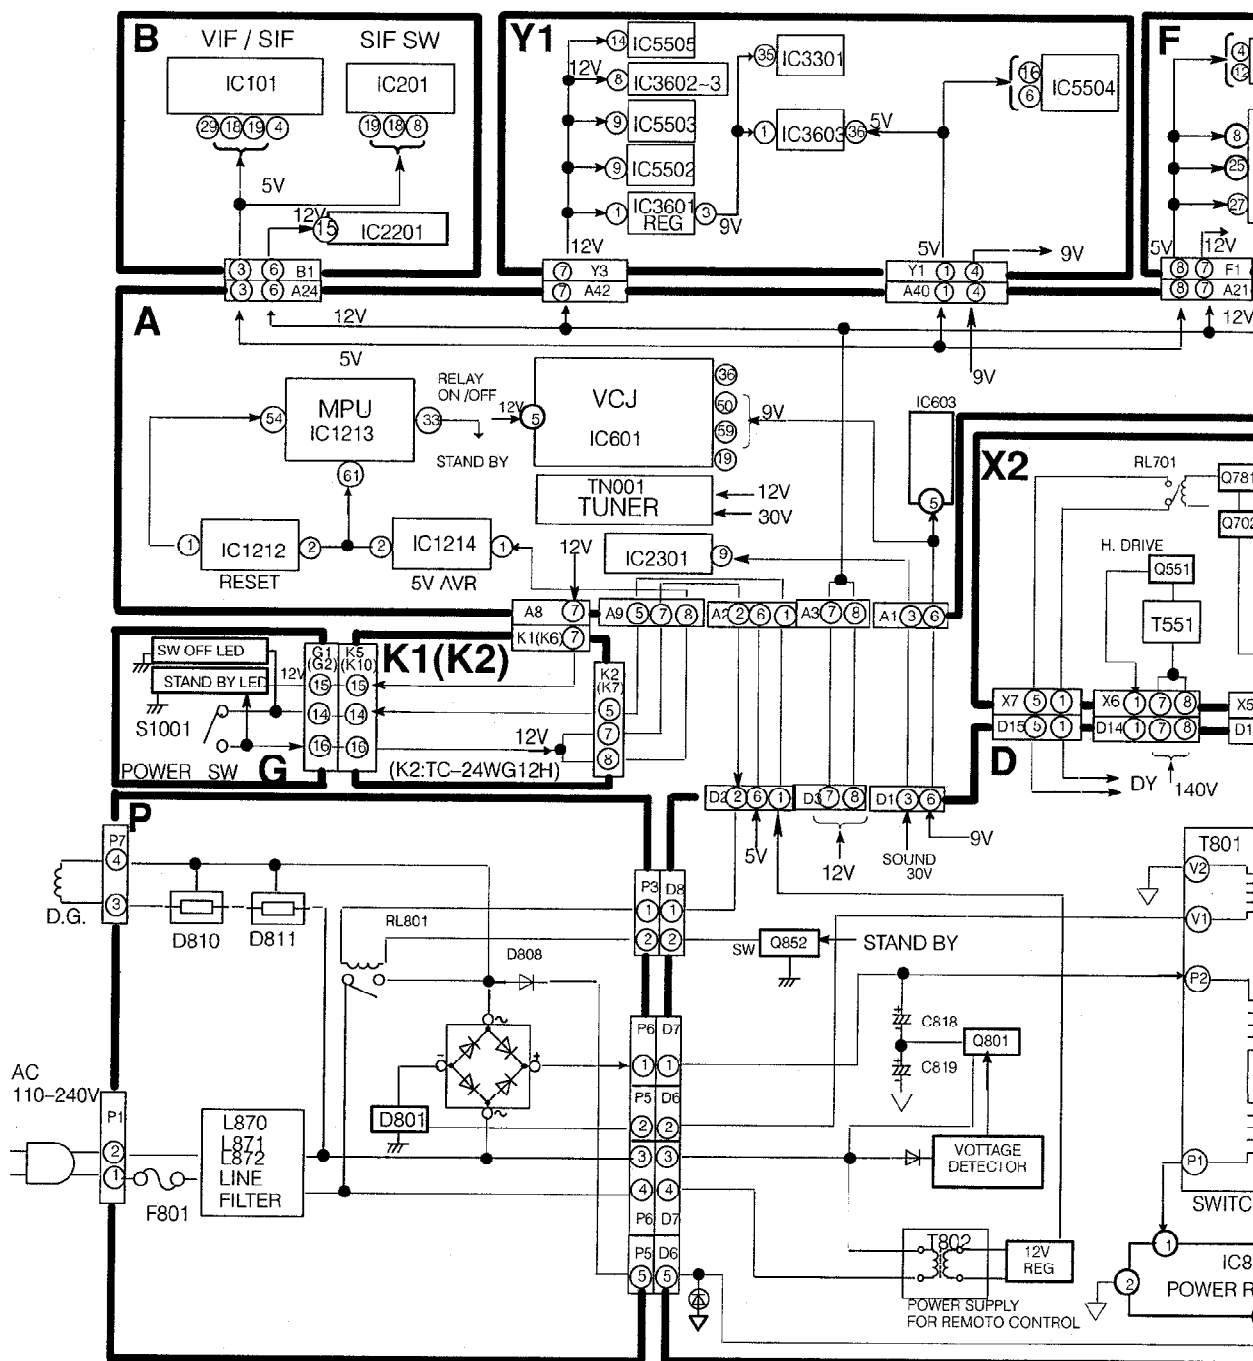 B
VIF / SIF
SIF SW
IC101
IC201
29 18 19 4
19 18 8
5V
12V
15
IC2201
3 6 B1
3 6 A24
Y1
14 IC5505
12V
8 IC3602~3
9 IC5503
9 IC5502
1 IC3601 3
REG
9V
12V
35 IC3301
1 IC3603 36
5V
16
6
IC5504
5V
9V
7 Y3
7 A42
Y1 1 4
A40 1 4
F
4
12
8
25
27
5V
12V
8 7 F1
8 7 A21
A
12V
12V
5V
9V
MPU
IC1213
54
33
61
RELAY
ON /OFF
STAND BY
12V
5
VCJ
IC601
36
50
59
19
9V
IC603
5
TN001
TUNER
12V
30V
1 IC1212 2
RESET
2 IC1214 1
5V AVR
12V
IC2301 9
A8 7
K1(K6) 7
A9 5 7 8
A2 2 6 1
A3 7 8
A1 3 6
X2
RL701
Q781
Q702
H. DRIVE
Q551
T551
X7 5 1
D15 5 1
X6 1 7 8
D14 1 7 8
X5
D1
D
DY
140V
SW OFF LED
STAND BY LED
12V
S1001
POWER SW
G
G1
(G2)
K5
(K10)
15 15
14 14
16 16
K1(K2)
12V
(K2:TC-24WG12H)
K2
(K7)
5
7
8
D2 2 6 1
D3 7 8
D1 3 6
5V
12V
SOUND
30V
9V
P
P7
4
3
D.G.
D810
D811
RL801
D808
P3 D8
1 1
2 2
SW
Q852
STAND BY
T801
V2
V1
P2
P1
SWITC
C818
C819
Q801
D801
P6 D7
1 1
P5 D6
2 2
3 3
4 4
P6 D7
P5 D6
5 5
AC
110-240V
P1
2
1
F801
L870
L871
L872
LINE
FILTER
VOTTAGE
DETECTOR
T802
12V
REG
POWER SUPPLY
FOR REMOTO CONTROL
1
2
IC8
POWER R